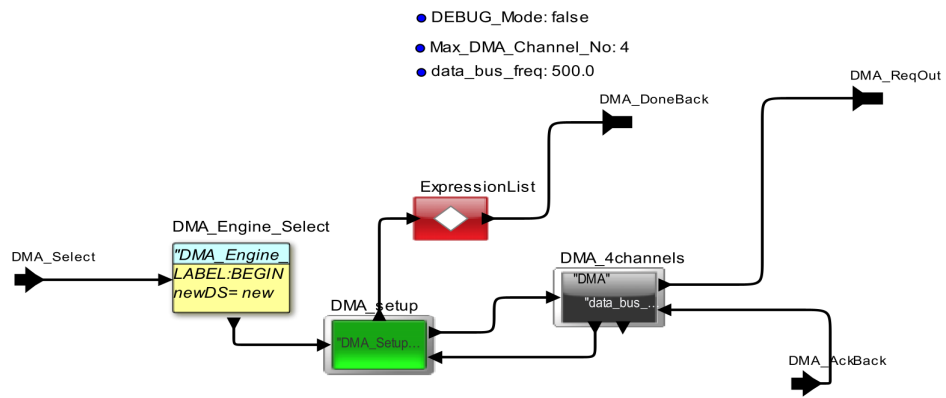 DEBUG_Mode: false
Max_DMA_Channel_No: 4
data_bus_freq: 500.0
DMA_ReqOut
DMA_DoneBack
ExpressionList
DMA_Engine_Select
DMA_Select
"DMA_Engine_
LABEL:BEGIN
newDS= new
DMA_4channels
"DMA"
"data_bus_...
DMA_setup
"DMA_Setup...
DMA_AckBack